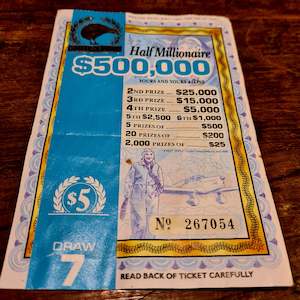 Half Millionaire
$500,000
YOURS AND YOURS ALONE
2ND PRIZE ... $25,000
3RD PRIZE ... $15,000
4TH PRIZE ... $5,000
5TH $2,500 6TH $1,000
5 PRIZES OF $500
20 PRIZES OF $200
2,000 PRIZES OF $25
$5
Nº 267054
DRAW
7
READ BACK OF TICKET CAREFULLY